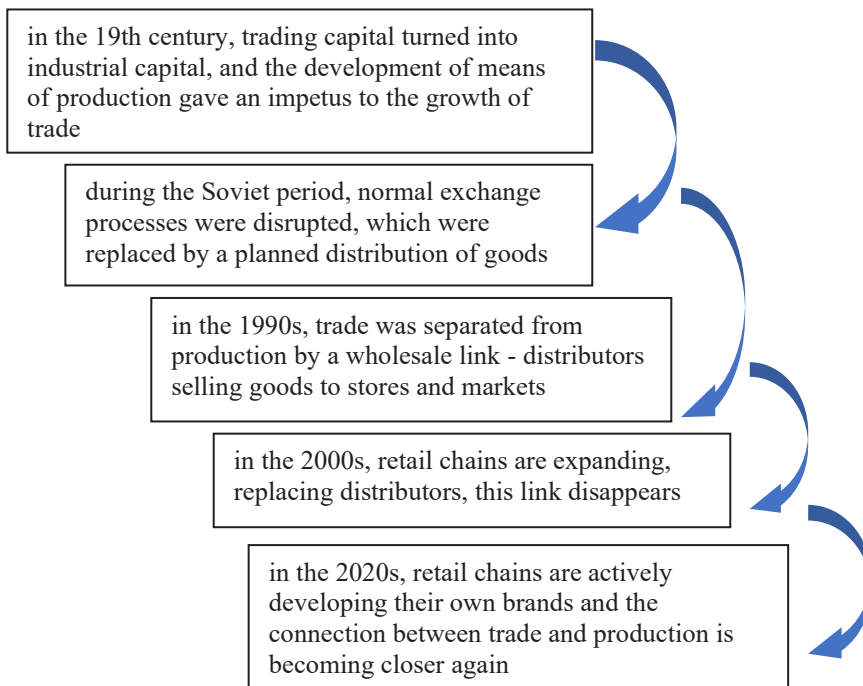 in the 19th century, trading capital turned into
industrial capital, and the development of means
of production gave an impetus to the growth of
trade
during the Soviet period, normal exchange
processes were disrupted, which were
replaced by a planned distribution of goods
in the 1990s, trade was separated from
production by a wholesale link - distributors
selling goods to stores and markets
in the 2000s, retail chains are expanding,
replacing distributors, this link disappears
in the 2020s, retail chains are actively
developing their own brands and the
connection between trade and production is
becoming closer again